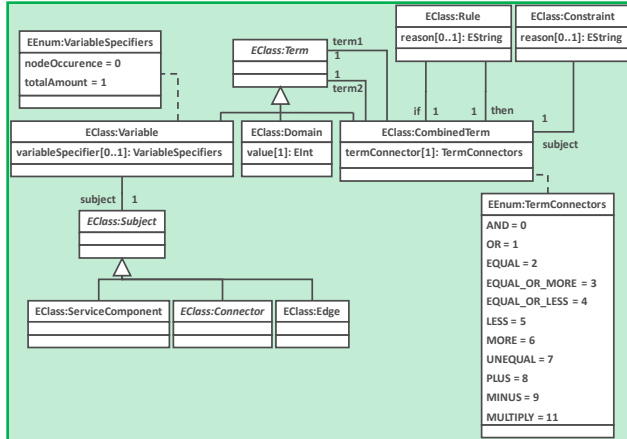 EClass:Rule
reason[0..1]: EString
EClass:Constraint
reason[0..1]: EString
EEnum:VariableSpecifiers
nodeOccurence = 0
totalAmount = 1
EClass:Term
term1
1
1
term2
if
1
1
then
1
subject
EClass:Variable
variableSpecifier[0..1]: VariableSpecifiers
EClass:Domain
value[1]: EInt
EClass:CombinedTerm
termConnector[1]: TermConnectors
subject
1
EClass:Subject
EClass:ServiceComponent
EClass:Connector
EClass:Edge
EEnum:TermConnectors
AND = 0
OR = 1
EQUAL = 2
EQUAL_OR_MORE = 3
EQUAL_OR_LESS = 4
LESS = 5
MORE = 6
UNEQUAL = 7
PLUS = 8
MINUS = 9
MULTIPLY = 11